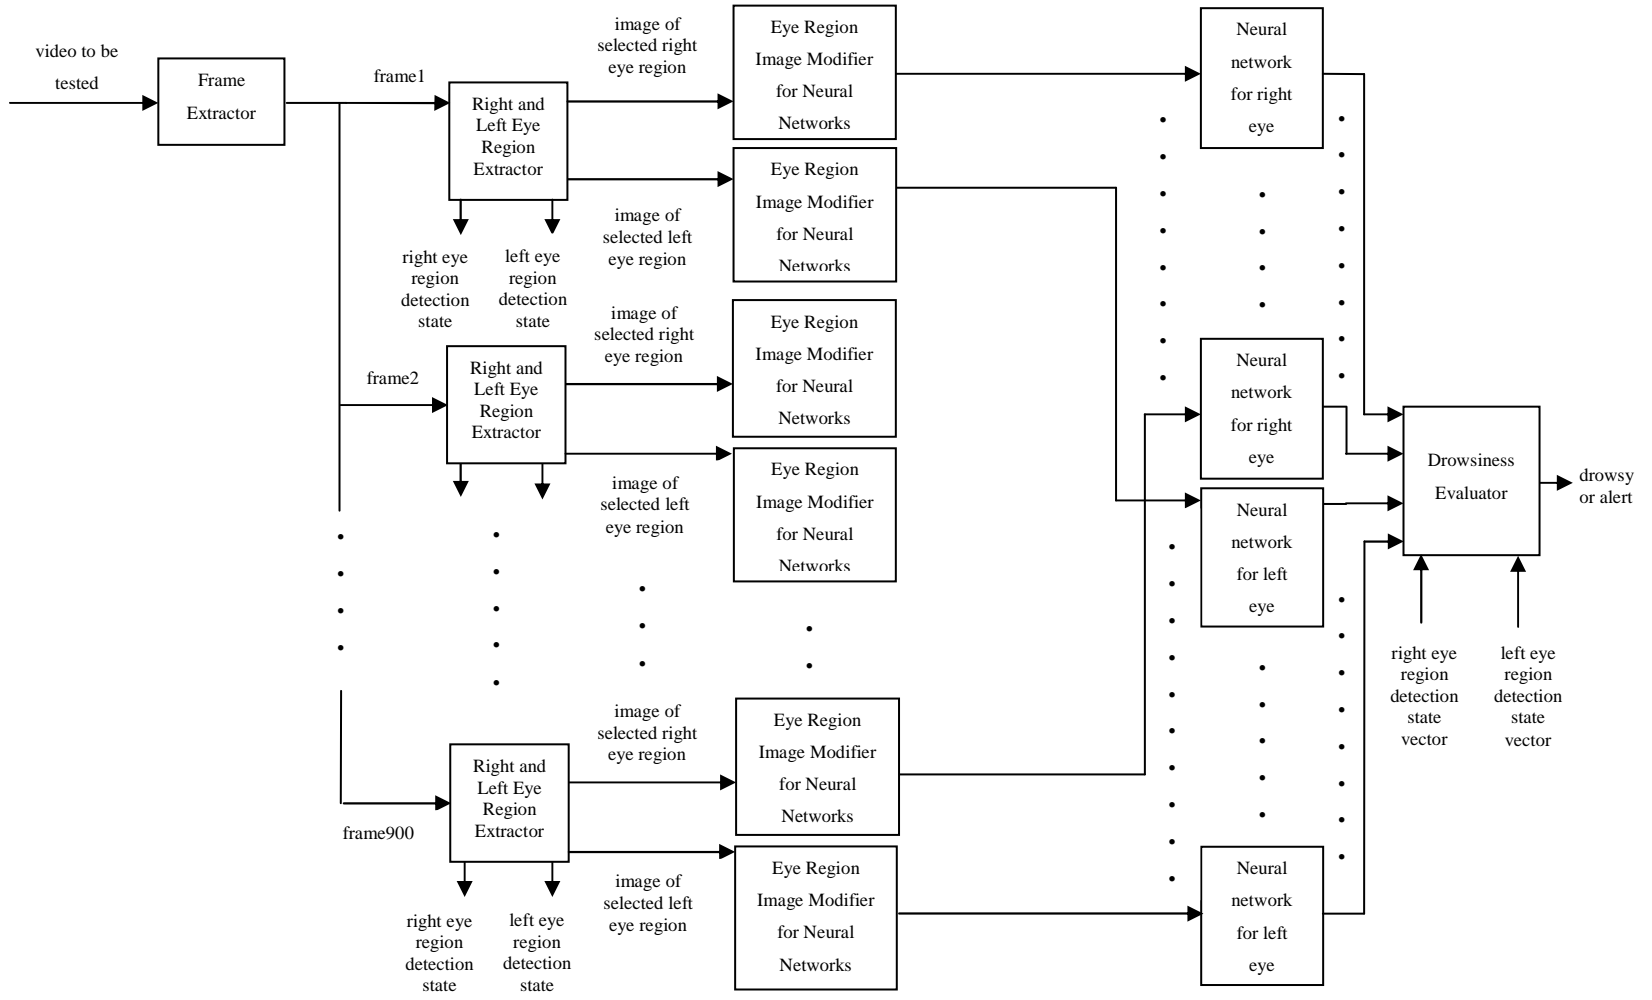 video to be
tested
Frame
Extractor
frame1
Right and
Left Eye
Region
Extractor
right eye
region
detection
state
left eye
region
detection
state
image of
selected right
eye region
Eye Region
Image Modifier
for Neural
Networks
image of
selected left
eye region
Eye Region
Image Modifier
for Neural
Networks
frame2
Right and
Left Eye
Region
Extractor
image of
selected right
eye region
Eye Region
Image Modifier
for Neural
Networks
image of
selected left
eye region
Eye Region
Image Modifier
for Neural
Networks
frame900
Right and
Left Eye
Region
Extractor
right eye
region
detection
state
left eye
region
detection
state
image of
selected right
eye region
Eye Region
Image Modifier
for Neural
Networks
image of
selected left
eye region
Eye Region
Image Modifier
for Neural
Networks
Neural
network
for right
eye
Neural
network
for right
eye
Neural
network
for left
eye
Neural
network
for left
eye
Drowsiness
Evaluator
drowsy
or alert
right eye
region
detection
state
vector
left eye
region
detection
state
vector